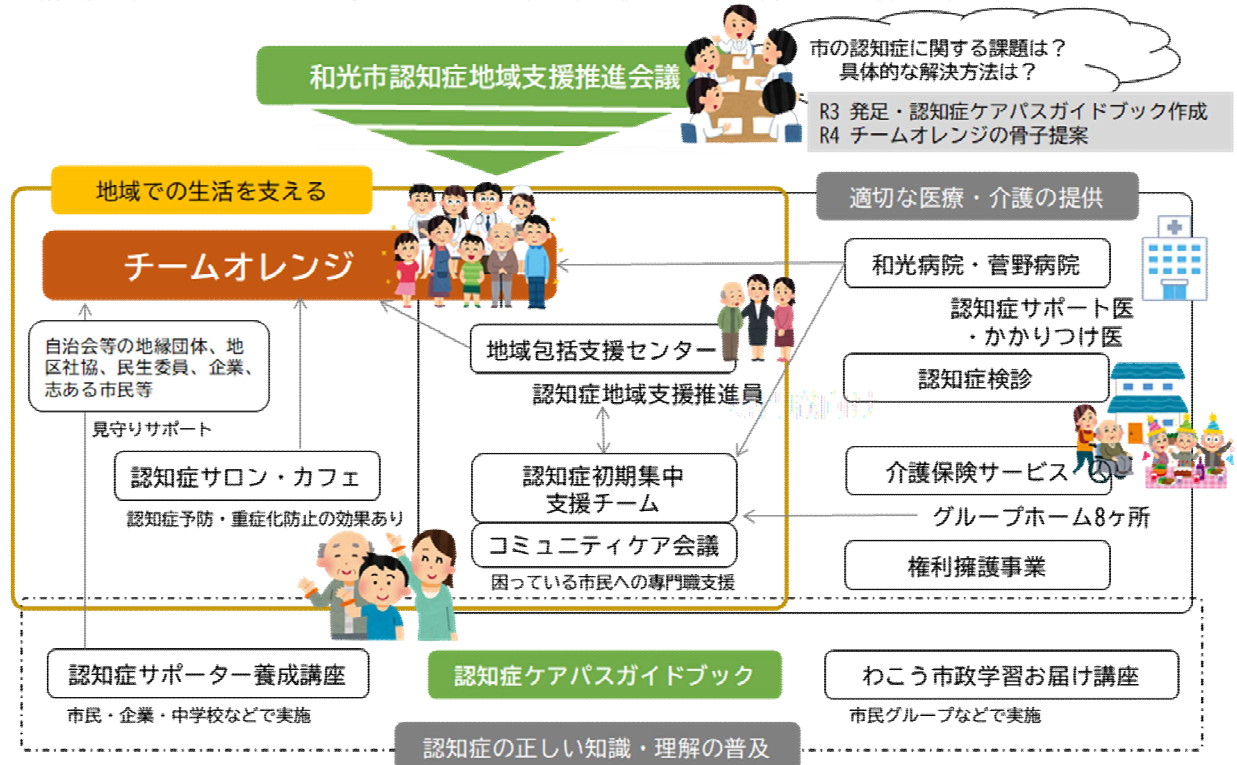 和光市認知症地域支援推進会議
市の認知症に関する課題は？
具体的な解決方法は？
R3 発足・認知症ケアパスガイドブック作成
R4 チームオレンジの骨子提案
地域での生活を支える
適切な医療・介護の提供
チームオレンジ
和光病院・菅野病院
認知症サポート医
・かかりつけ医
自治会等の地縁団体、地
区社協、民生委員、企業、
志ある市民等
地域包括支援センター
認知症地域支援推進員
認知症検診
見守りサポート
認知症サロン・カフェ
認知症予防・重症化防止の効果あり
認知症初期集中
支援チーム
コミュニティケア会議
困っている市民への専門職支援
介護保険サービス
グループホーム8ヶ所
権利擁護事業
認知症サポーター養成講座
市民・企業・中学校などで実施
認知症ケアパスガイドブック
わこう市政学習お届け講座
市民グループなどで実施
認知症の正しい知識・理解の普及